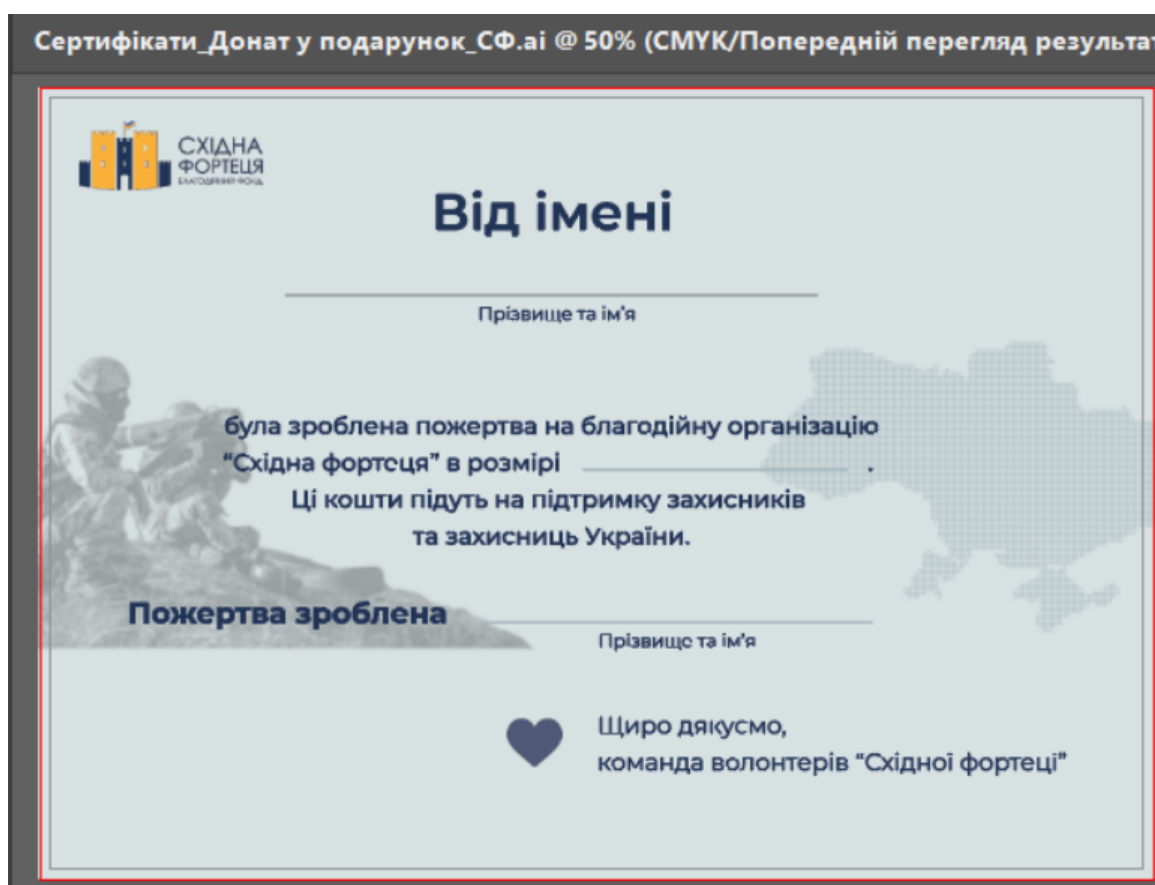 Сертифікати_Донат у подарунок_СФ.ai @ 50% (CMYK/Попередній перегляд результат
СХІДНА
ФОРТЕЦЯ
БЛАГОДІЙНИЙ ФОНД
Від імені
Прізвище та ім'я
була зроблена пожертва на благодійну організацію
“Східна фортеця” в розмірі .
Ці кошти підуть на підтримку захисників
та захисниць України.
Пожертва зроблена
Прізвище та ім'я
Щиро дякуємо,
команда волонтерів “Східної фортеці”